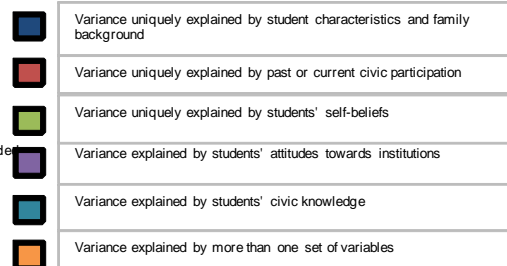 Variance uniquely explained by student characteristics and family
background
Variance uniquely explained by past or current civic participation
Variance uniquely explained by students' self-beliefs
Variance explained by students' attitudes towards institutions
Variance explained by students' civic knowledge
Variance explained by more than one set of variables